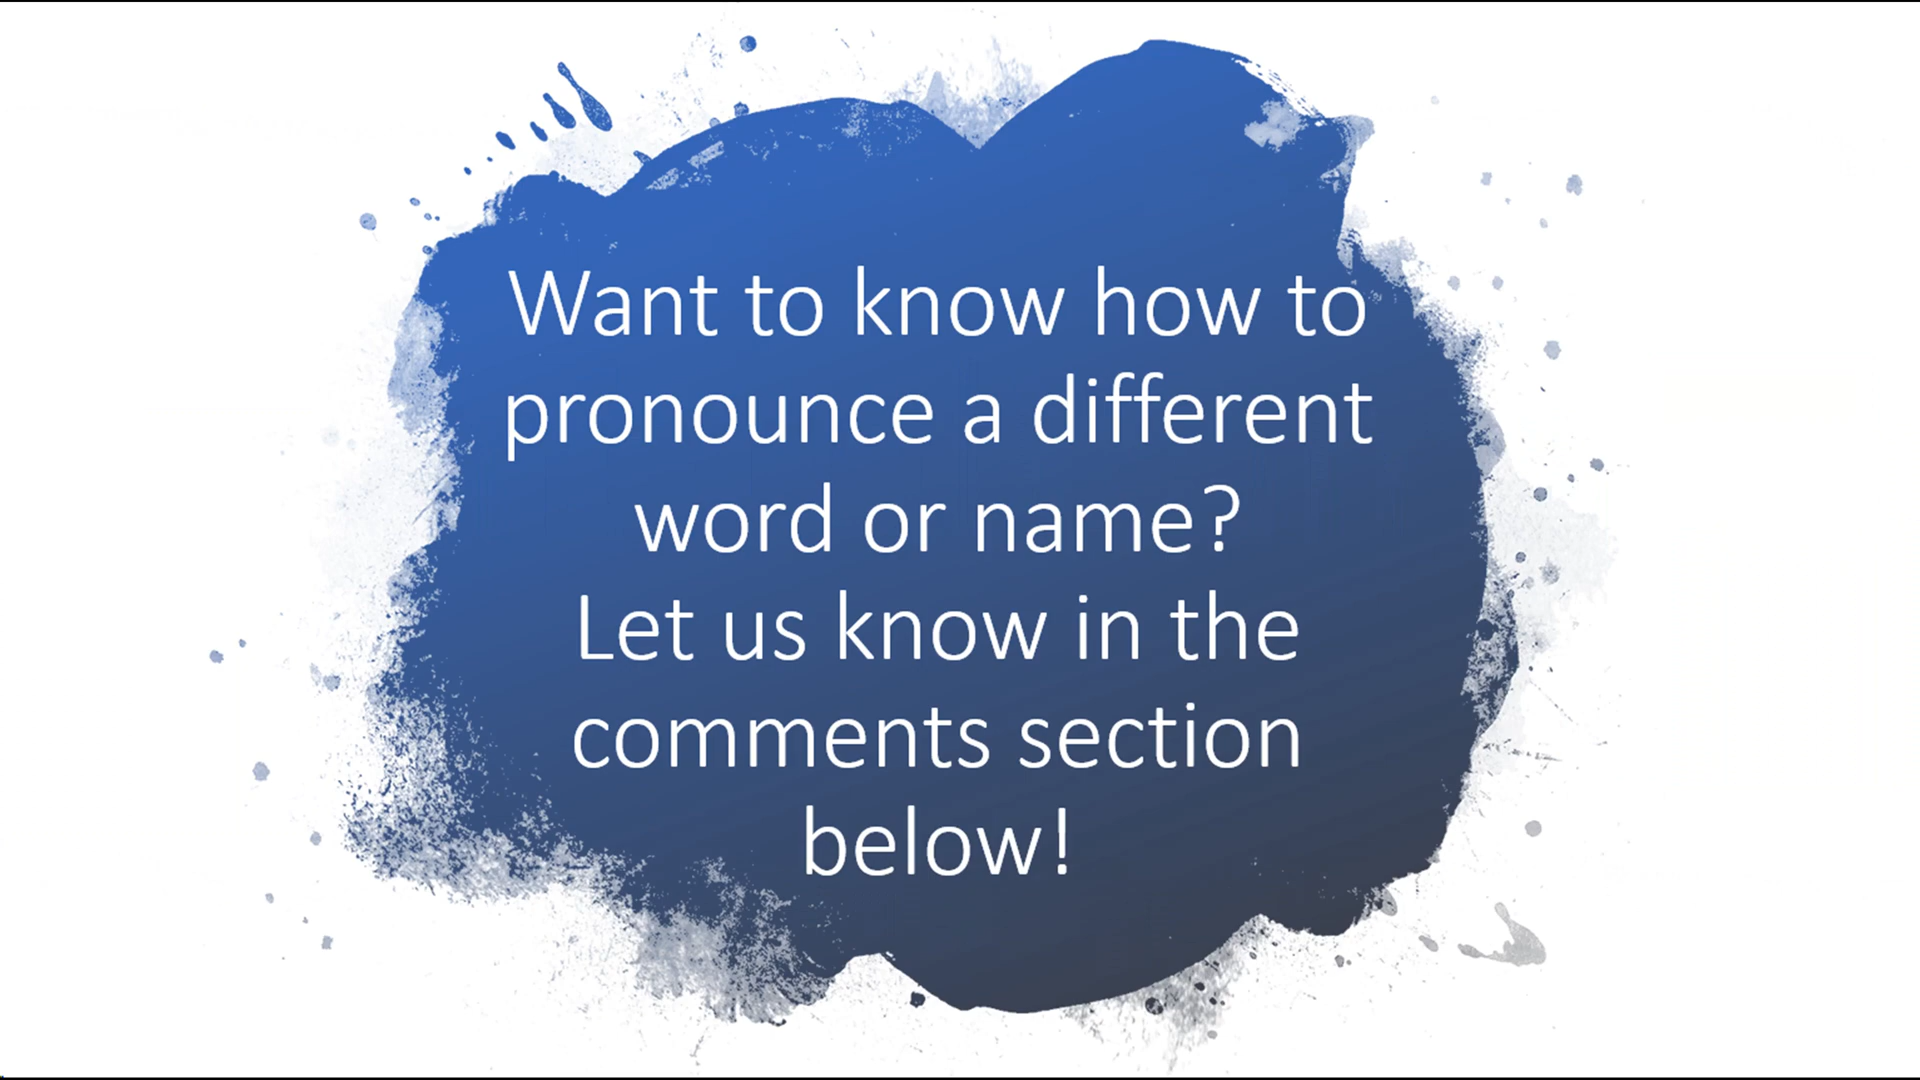 Want to know how to
pronounce a different
word or name?
Let us know in the
comments section
below!